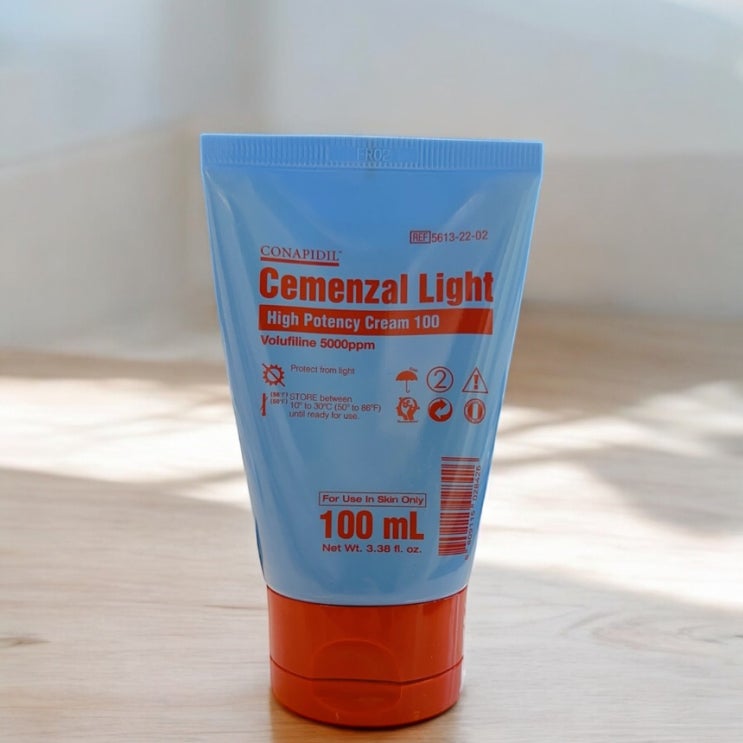 ER02
REF 5613-22-02
CONAPIDIL
Cemenzal Light
High Potency Cream 100
Volufiline 5000ppm
Protect from light
STORE between
10° to 30°C (50° to 86°F)
until ready for use.
2
For Use in Skin Only
100 mL
Net Wt. 3.38 fl. oz.